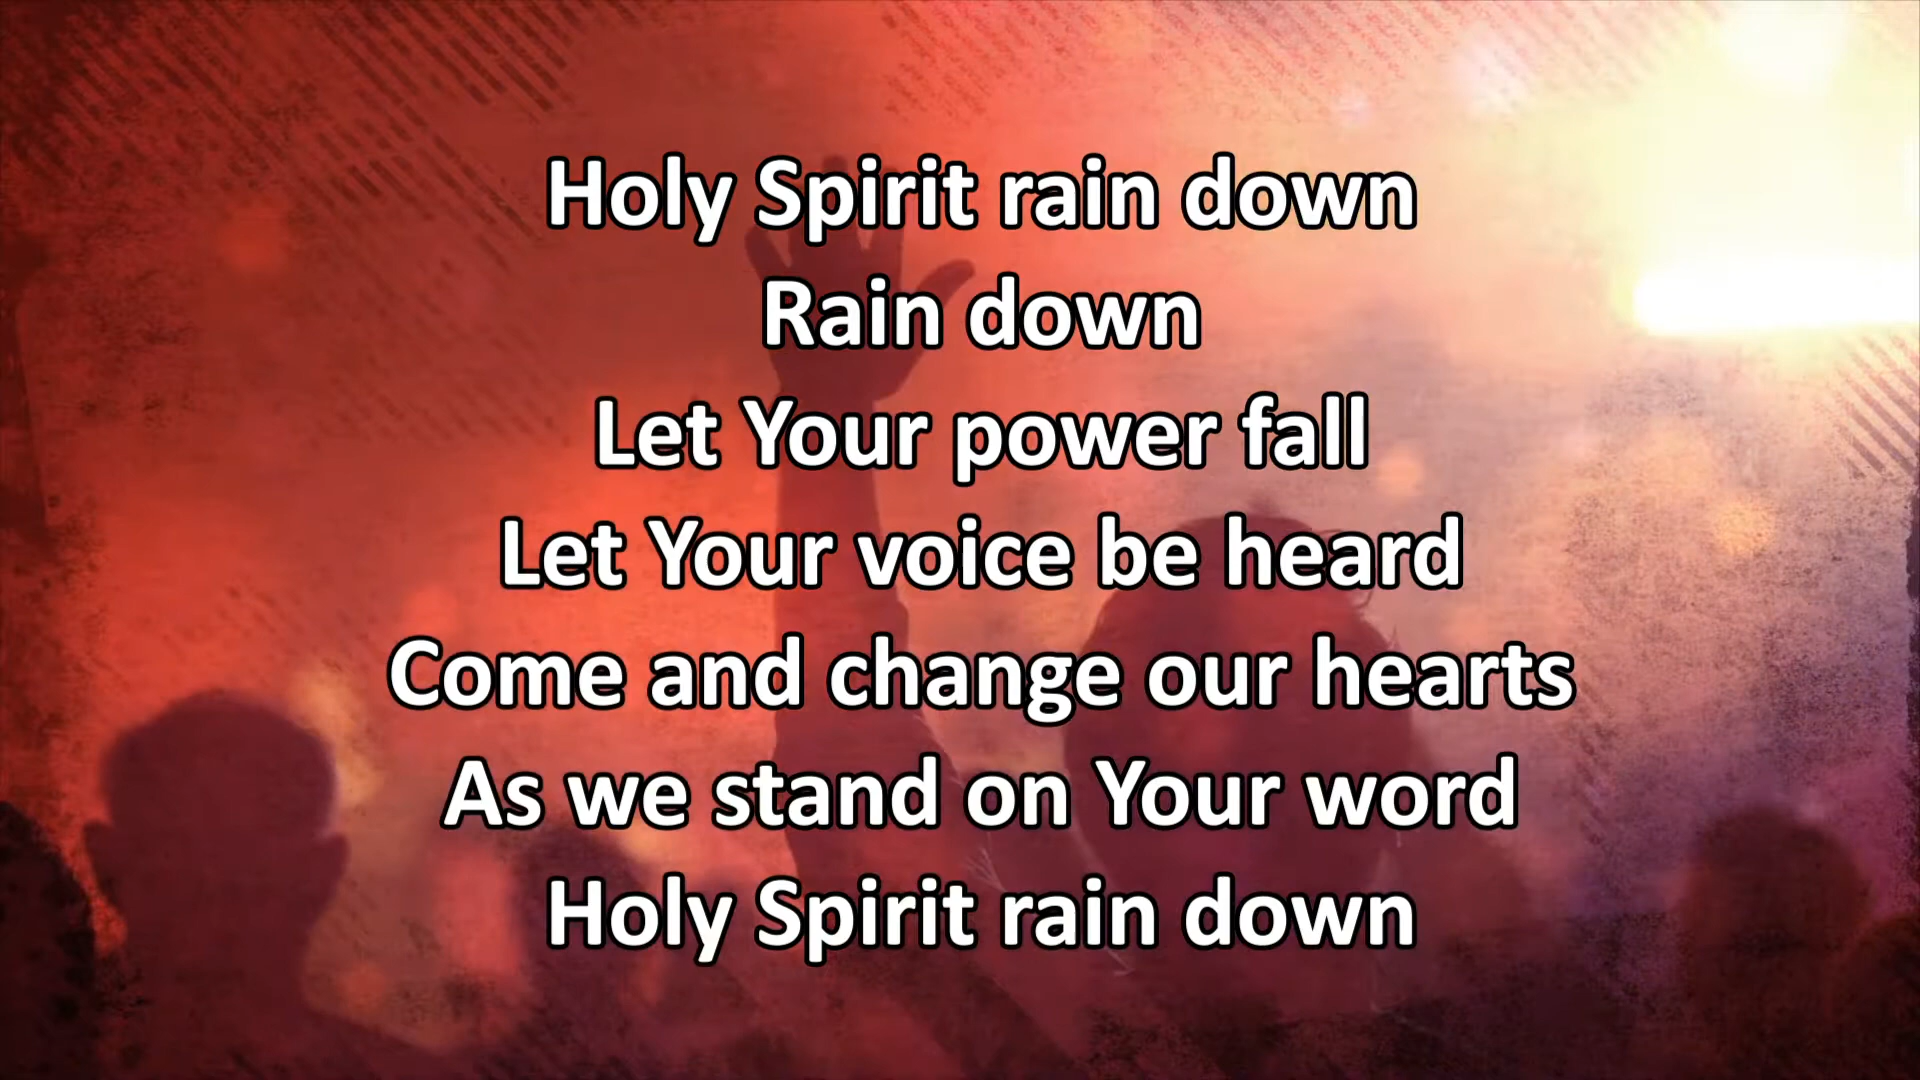 Holy Spirit rain down
Rain down
Let Your power fall
Let Your voice be heard
Come and change our hearts
As we stand on Your word
Holy Spirit rain down